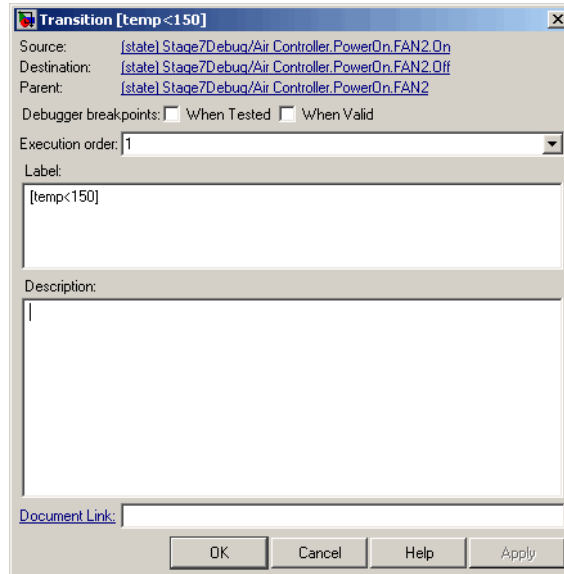 Transition [temp<150]
Source: (state) Stage7Debug/Air Controller.PowerOn.FAN2.On
Destination: (state) Stage7Debug/Air Controller.PowerOn.FAN2.Off
Parent: (state) Stage7Debug/Air Controller.PowerOn.FAN2
Debugger breakpoints: When Tested When Valid
Execution order: 1
Label:
[temp<150]
Description:
Document Link:
OK Cancel Help Apply